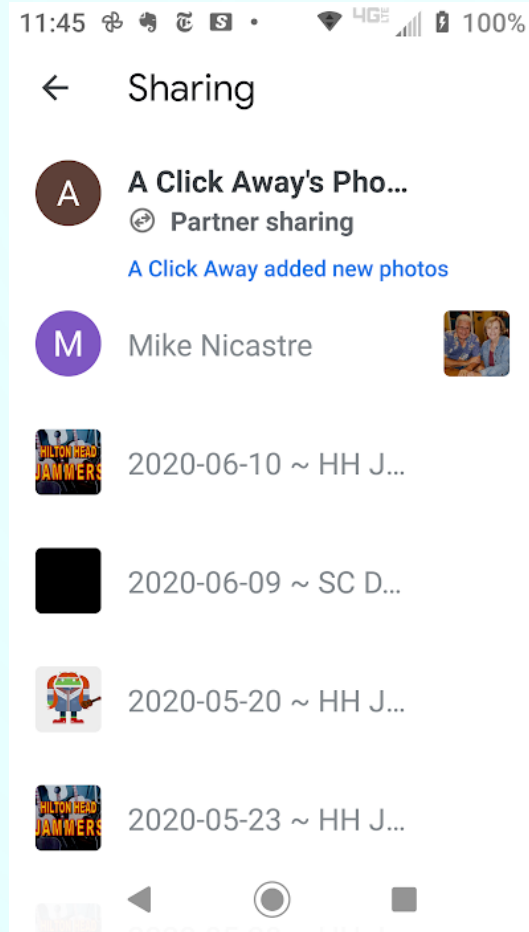 11:45 S 4GE 100%
Sharing
A
A Click Away's Pho...
Partner sharing
A Click Away added new photos
M Mike Nicastre
HILTON HEAD
JAMMERS
2020-06-10 ~ HH J...
2020-06-09 ~ SC D...
2020-05-20 ~ HH J...
HILTON HEAD
JAMMERS
2020-05-23 ~ HH J...